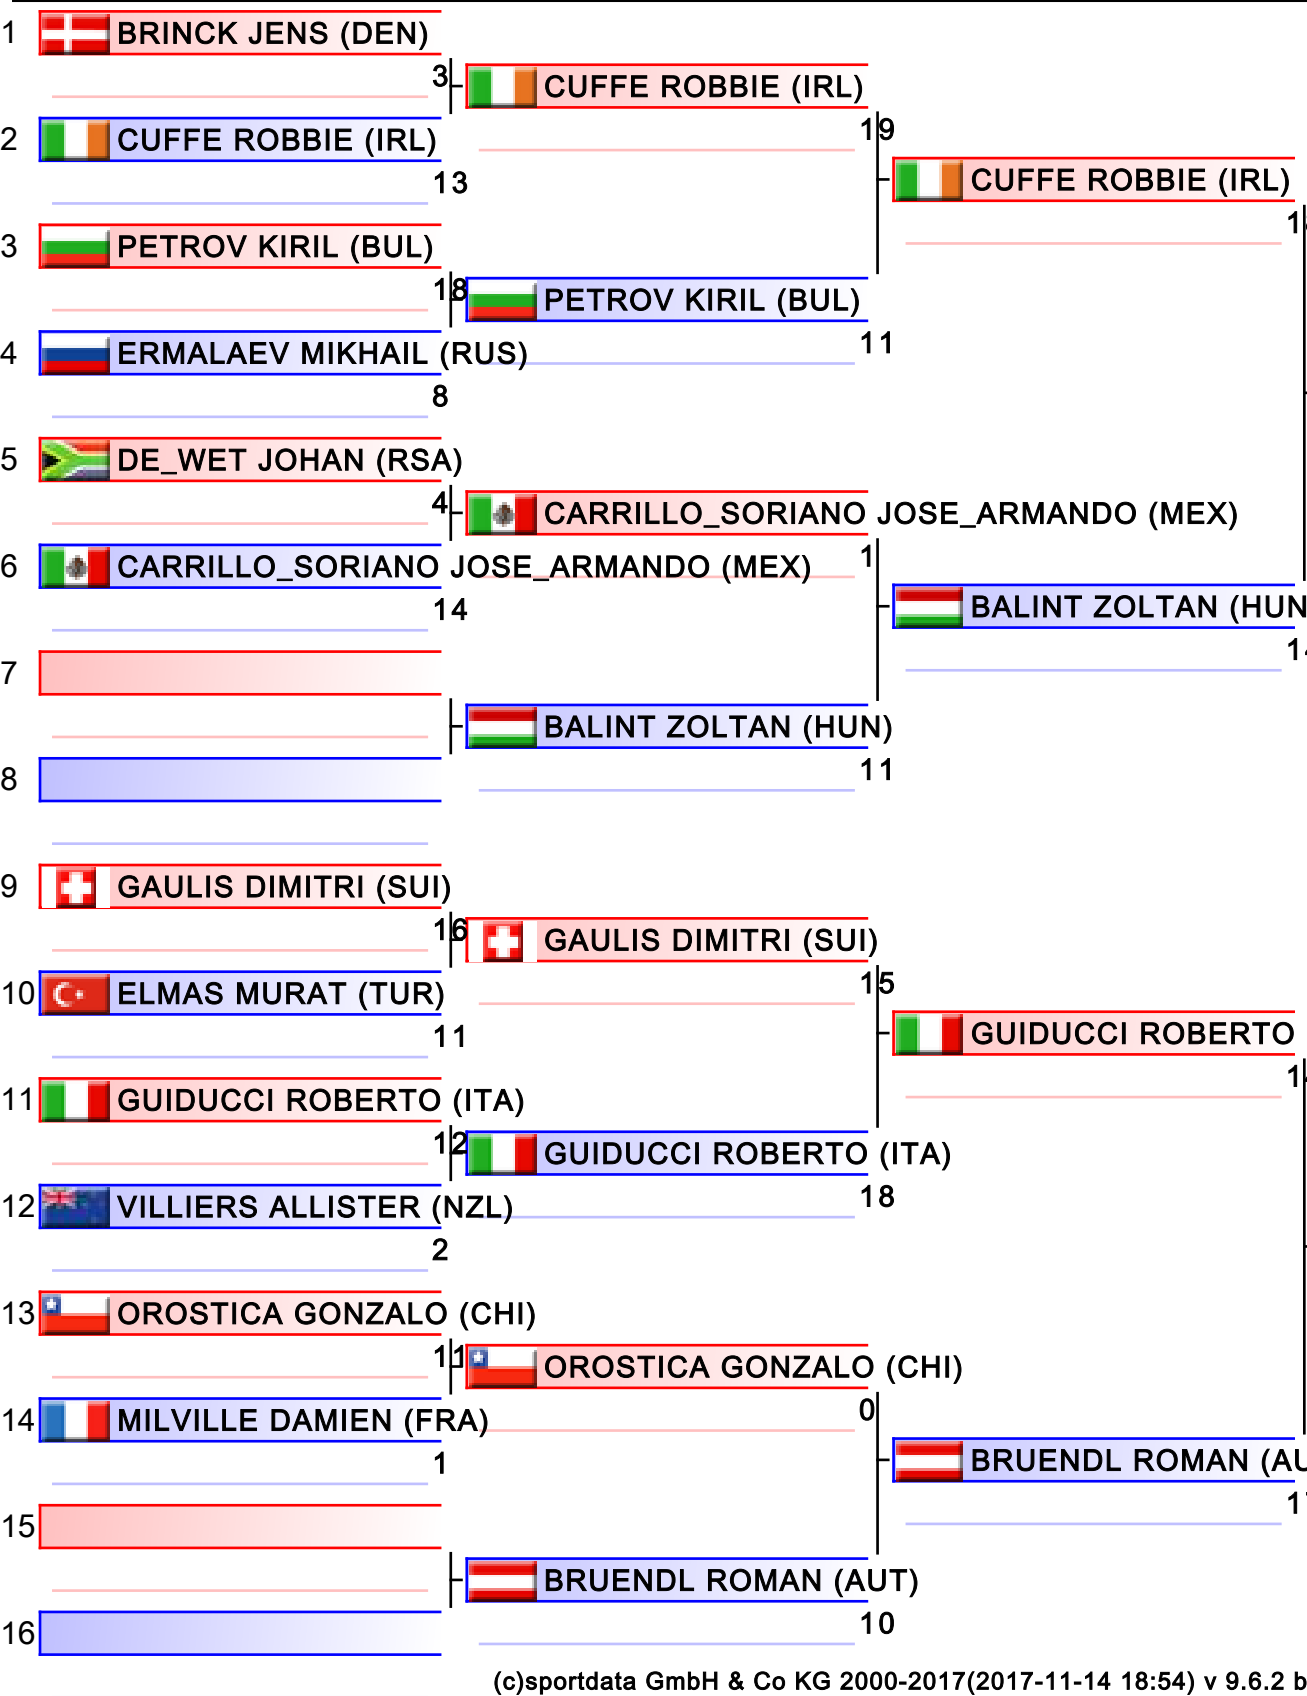 1 BRINCK JENS (DEN)
3 CUFFE ROBBIE (IRL)
2 CUFFE ROBBIE (IRL)
19
13 CUFFE ROBBIE (IRL)
3 PETROV KIRIL (BUL)
18 PETROV KIRIL (BUL)
4 ERMALAEV MIKHAIL (RUS)
11
8
5 DE_WET JOHAN (RSA)
4 CARRILLO_SORIANO JOSE_ARMANDO (MEX)
6 CARRILLO_SORIANO JOSE_ARMANDO (MEX)
1
14 BALINT ZOLTAN (HUN
7
BALINT ZOLTAN (HUN)
8
11
9 GAULIS DIMITRI (SUI)
16 GAULIS DIMITRI (SUI)
10 ELMAS MURAT (TUR)
15
11 GUIDUCCI ROBERTO
11 GUIDUCCI ROBERTO (ITA)
12 GUIDUCCI ROBERTO (ITA)
12 VILLIERS ALLISTER (NZL)
18
2
13 OROSTICA GONZALO (CHI)
11 OROSTICA GONZALO (CHI)
14 MILVILLE DAMIEN (FRA)
0
1 BRUENDL ROMAN (AU
15
BRUENDL ROMAN (AUT)
16
10
(c)sportdata GmbH & Co KG 2000-2017(2017-11-14 18:54) v 9.6.2 b